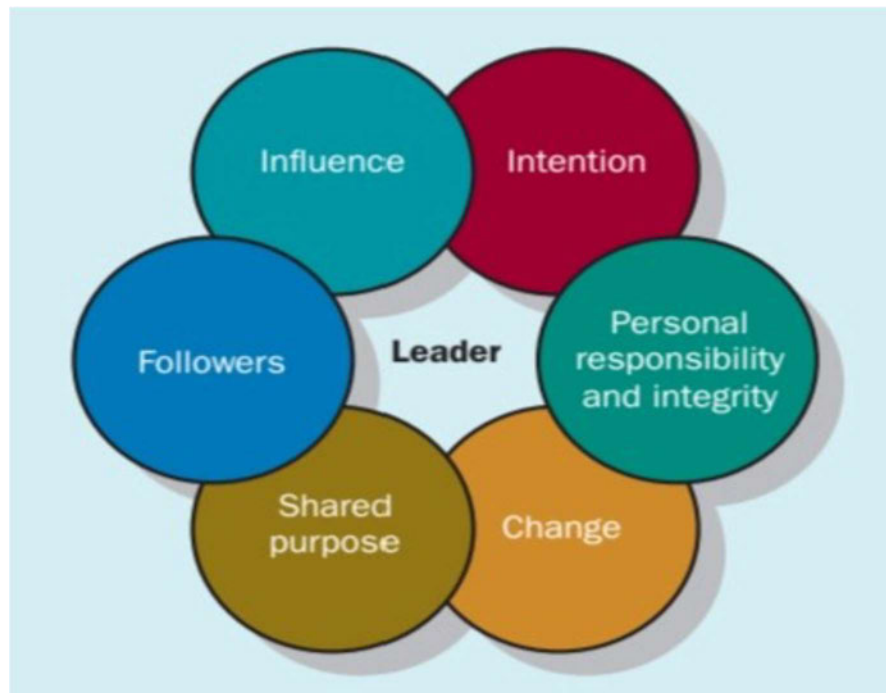 Influence
Intention
Personal
responsibility
and integrity
Leader
Followers
Shared
purpose
Change